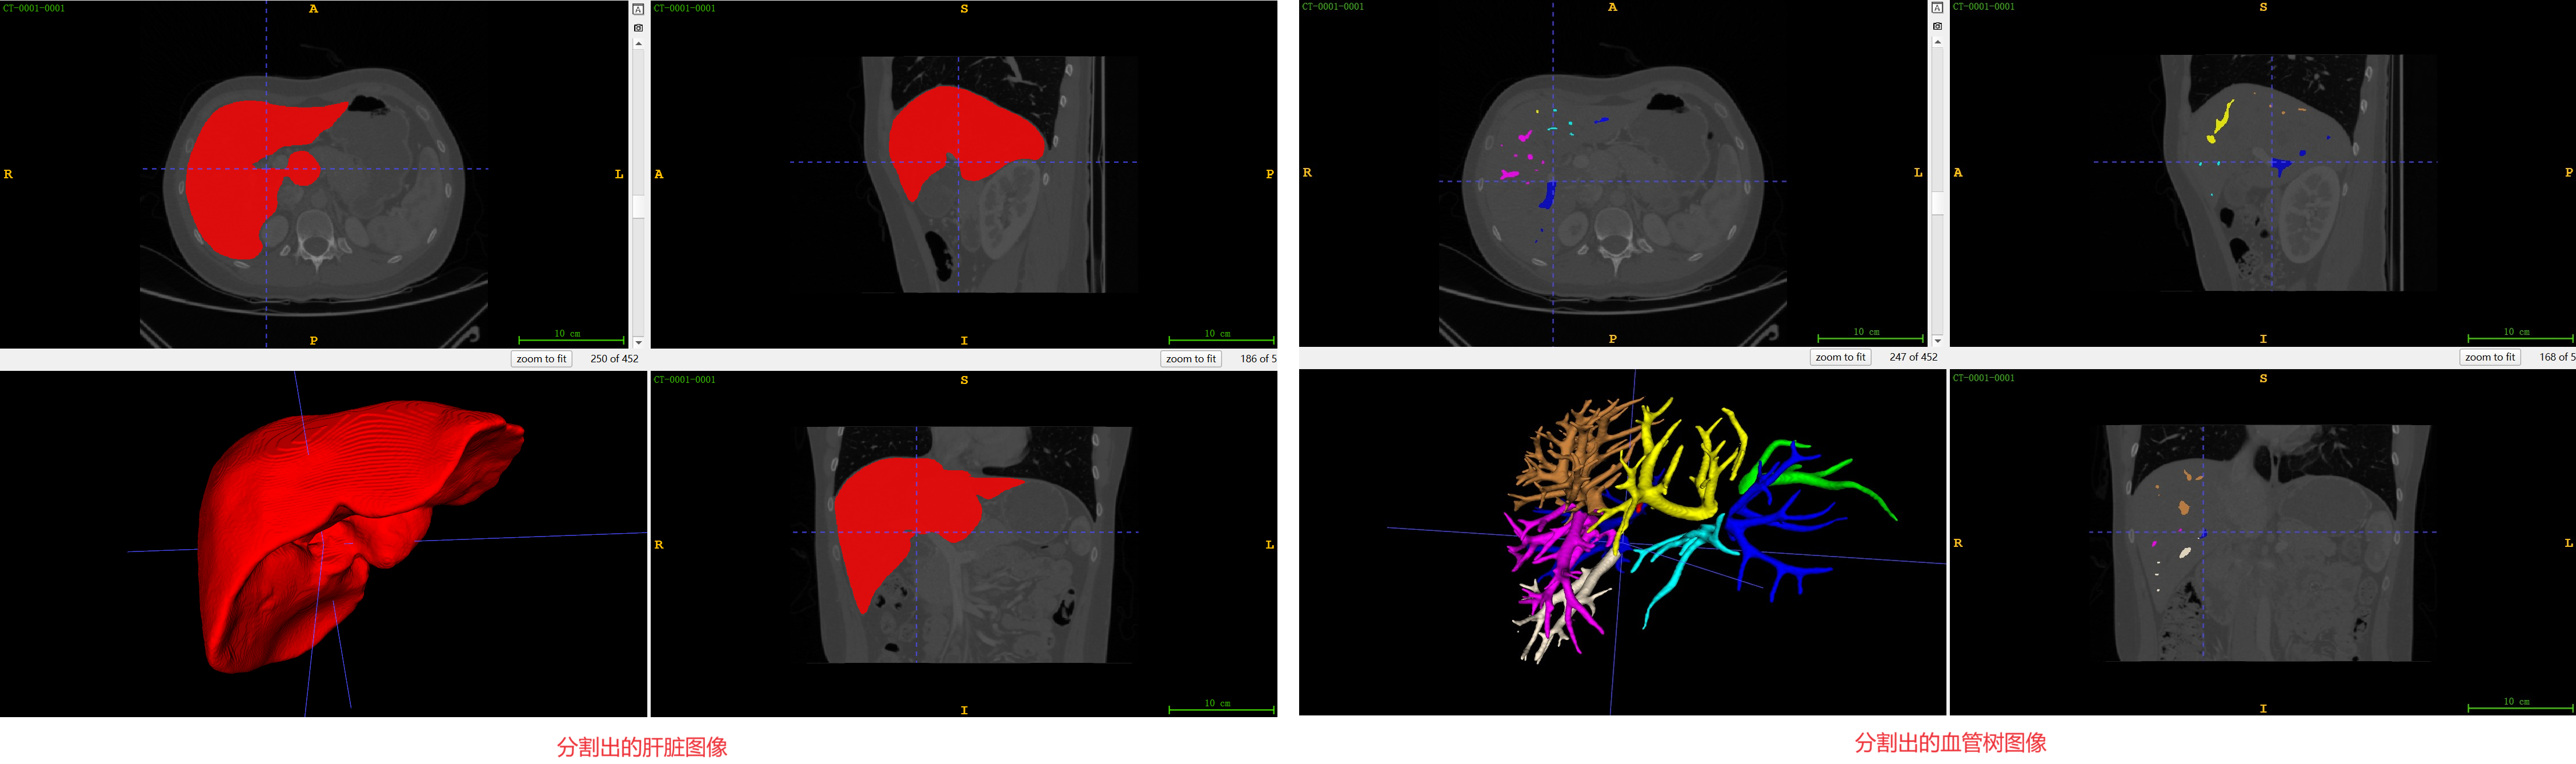 CT-0001-0001
A
A
R
L
P
10 cm
zoom to fit
250 of 452
S
A
P
I
10 cm
zoom to fit
186 of 5
CT-0001-0001
S
R
L
I
10 cm
分割出的肝脏图像
CT-0001-0001
A
A
R
L
P
10 cm
zoom to fit
247 of 452
CT-0001-0001
S
A
P
I
10 cm
zoom to fit
168 of 5
CT-0001-0001
S
R
L
I
10 cm
分割出的血管树图像